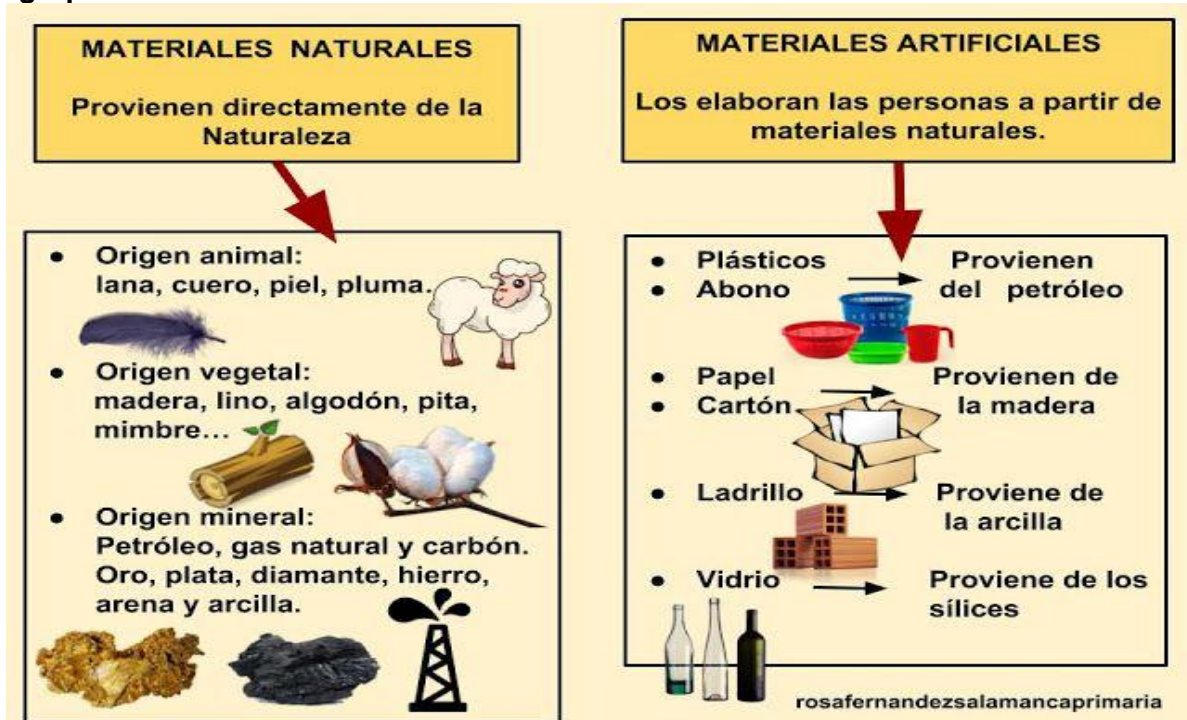 MATERIALES NATURALES
Provienen directamente de la
Naturaleza
• Origen animal:
lana, cuero, piel, pluma.
• Origen vegetal:
madera, lino, algodón, pita,
mimbre...
• Origen mineral:
Petróleo, gas natural y carbón.
Oro, plata, diamante, hierro,
arena y arcilla.
MATERIALES ARTIFICIALES
Los elaboran las personas a partir de
materiales naturales.
• Plásticos Provienen
• Abono del petróleo
• Papel Provienen de
• Cartón la madera
• Ladrillo Proviene de
la arcilla
• Vidrio Proviene de los
sílices
rosafernandezsalamancaprimaria